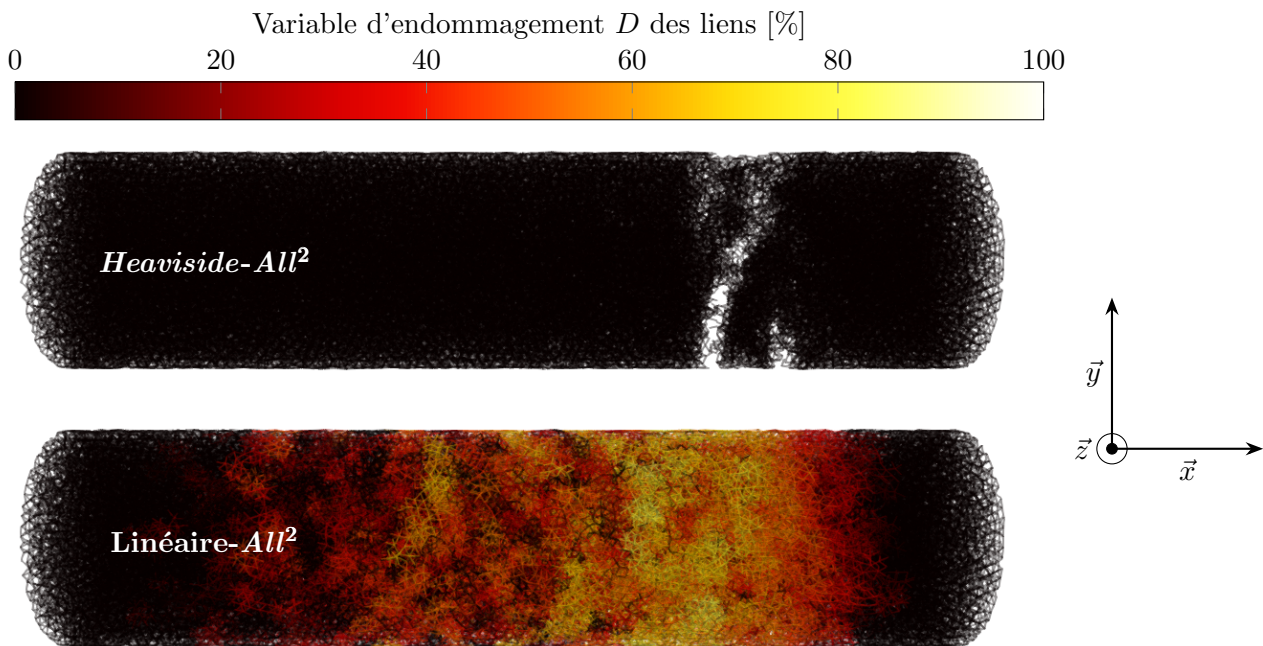 Variable d'endommagement D des liens [%]
0 20 40 60 80 100
Heaviside-All²
Linéaire-All²
y⃗
z⃗
x⃗